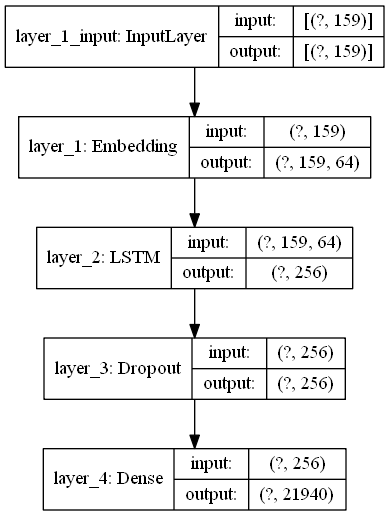 layer_1_input: InputLayer
input: [(?, 159)]
output: [(?, 159)]
layer_1: Embedding
input: (?, 159)
output: (?, 159, 64)
layer_2: LSTM
input: (?, 159, 64)
output: (?, 256)
layer_3: Dropout
input: (?, 256)
output: (?, 256)
layer_4: Dense
input: (?, 256)
output: (?, 21940)